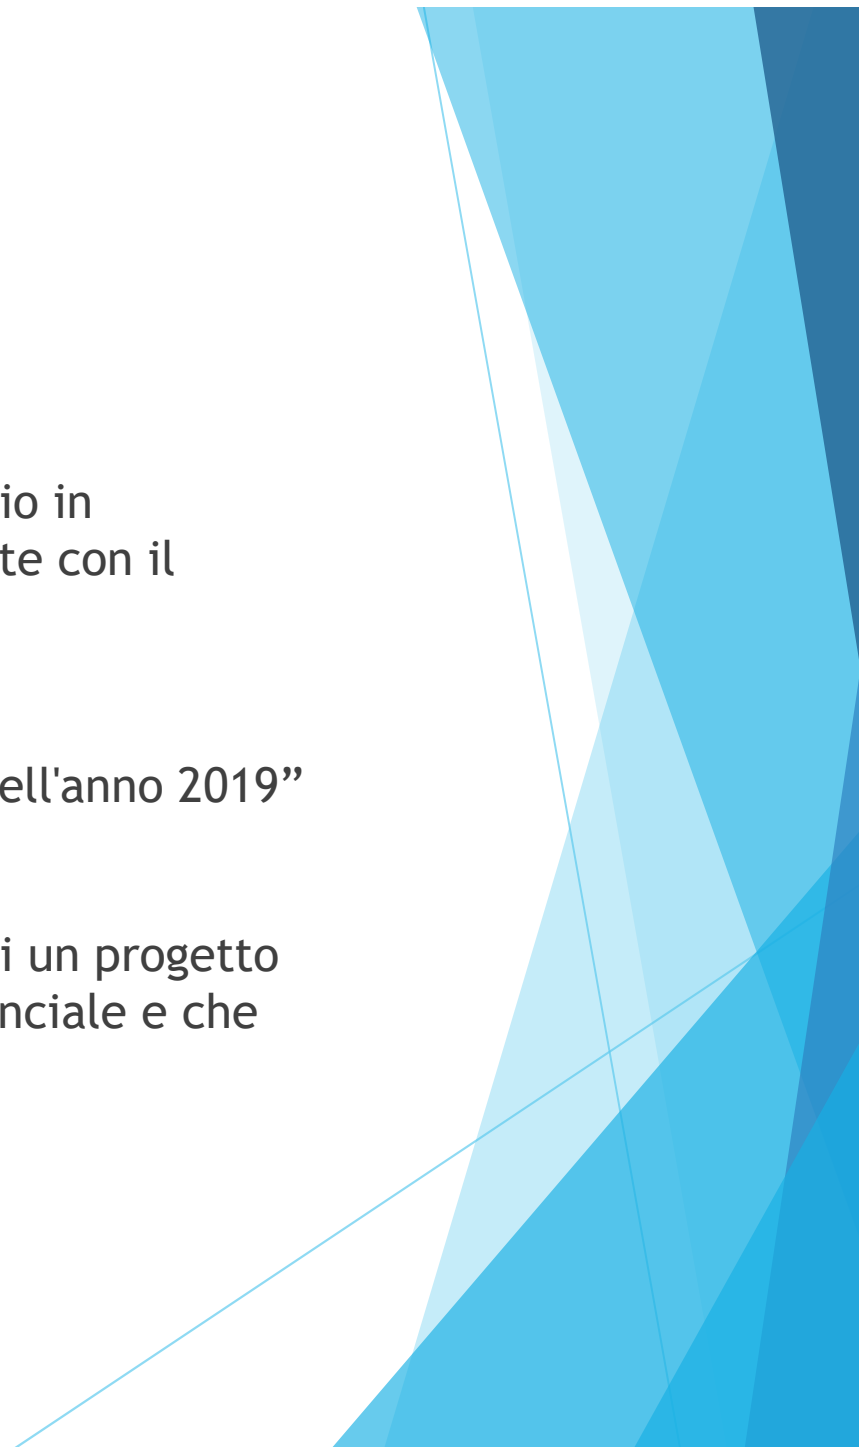 io in
te con il
ell'anno 2019”
i un progetto
nciale e che